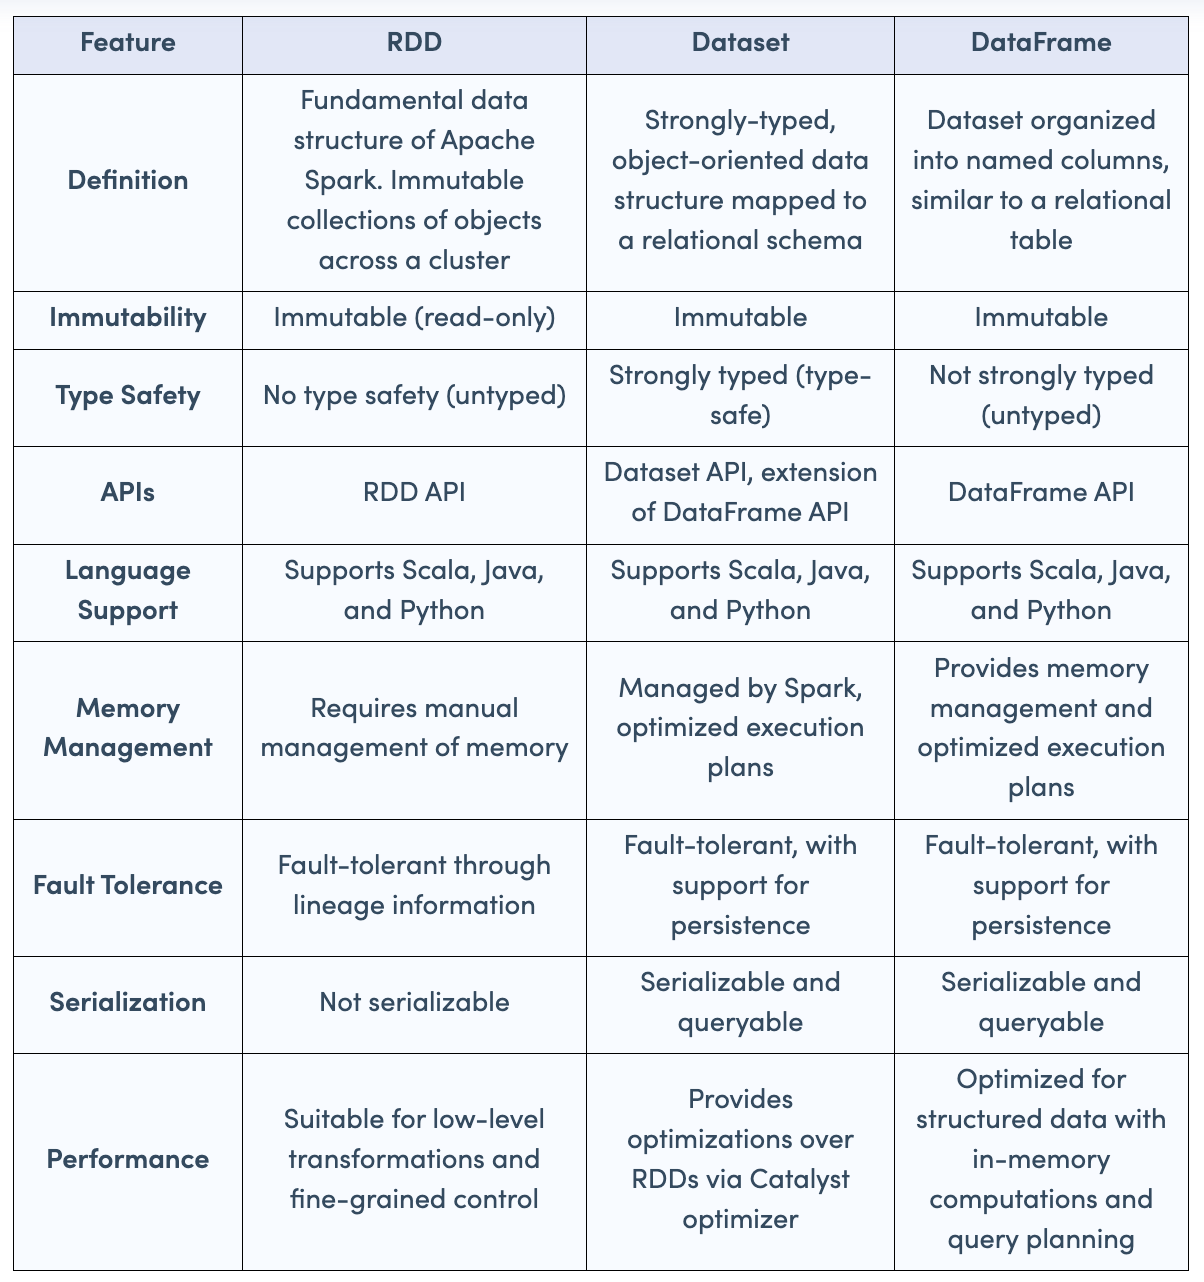 Feature RDD Dataset DataFrame
Definition
Fundamental data
structure of Apache
Spark. Immutable
collections of objects
across a cluster
Strongly-typed,
object-oriented data
structure mapped to
a relational schema
Dataset organized
into named columns,
similar to a relational
table
Immutability
Immutable (read-only)
Immutable
Immutable
Type Safety
No type safety (untyped)
Strongly typed (type-
safe)
Not strongly typed
(untyped)
APIs
RDD API
Dataset API, extension
of DataFrame API
DataFrame API
Language
Support
Supports Scala, Java,
and Python
Supports Scala, Java,
and Python
Supports Scala, Java,
and Python
Memory
Management
Requires manual
management of memory
Managed by Spark,
optimized execution
plans
Provides memory
management and
optimized execution
plans
Fault Tolerance
Fault-tolerant through
lineage information
Fault-tolerant, with
support for
persistence
Fault-tolerant, with
support for
persistence
Serialization
Not serializable
Serializable and
queryable
Serializable and
queryable
Performance
Suitable for low-level
transformations and
fine-grained control
Provides
optimizations over
RDDs via Catalyst
optimizer
Optimized for
structured data with
in-memory
computations and
query planning